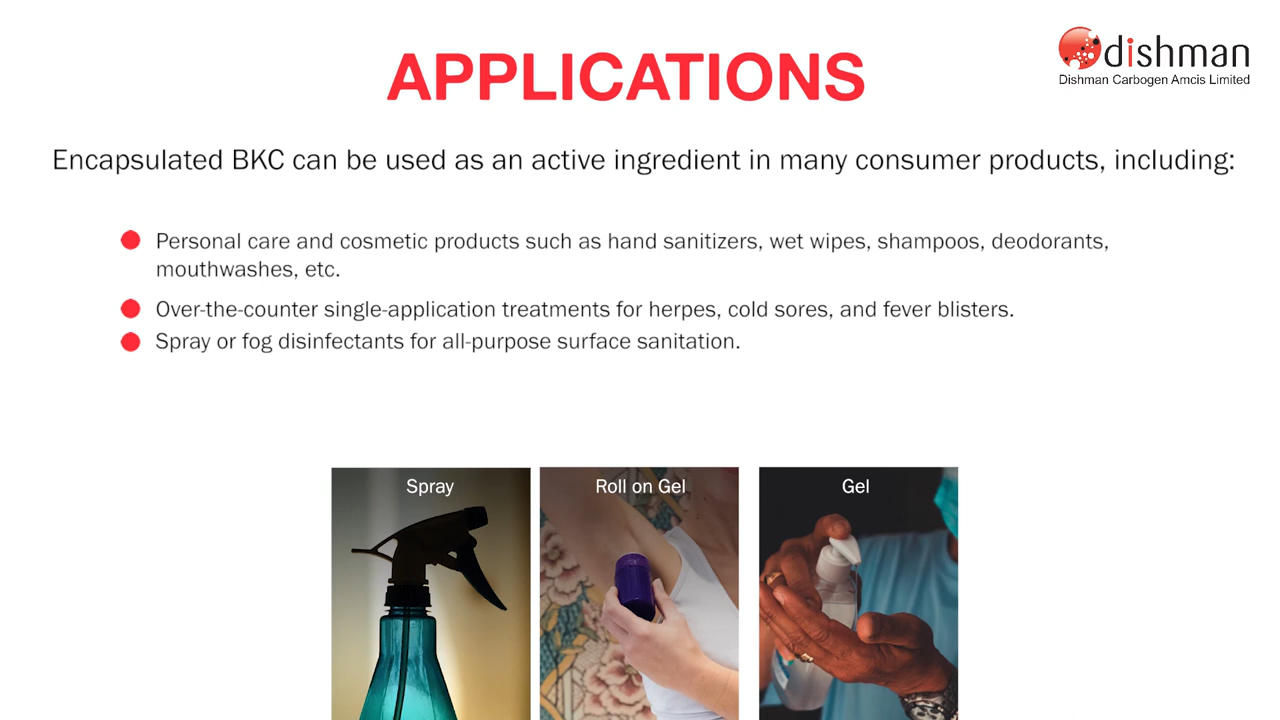 dishman
Dishman Carbogen Amcis Limited
APPLICATIONS
Encapsulated BKC can be used as an active ingredient in many consumer products, including:
Personal care and cosmetic products such as hand sanitizers, wet wipes, shampoos, deodorants,
mouthwashes, etc.
Over-the-counter single-application treatments for herpes, cold sores, and fever blisters.
Spray or fog disinfectants for all-purpose surface sanitation.
Spray
Roll on Gel
Gel